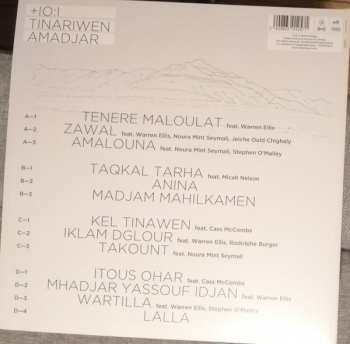 +IO:I
TINARIWEN
AMADJAR
A—1 TENERE MALOULAT feat. Warren Ellis
A—2 ZAWAL feat. Warren Ellis, Noura Mint Seymali, Jeiche Ould Chighaly
A—3 AMALOUNA feat. Noura Mint Seymali, Stephen O'Malley
B—1 TAQKAL TARHA feat. Micah Nelson
B—2 ANINA
B—3 MADJAM MAHILKAMEN
C—1 KEL TINAWEN feat. Cass McCombs
C—2 IKLAM DGLOUR feat. Warren Ellis, Rodolphe Burger
C—3 TAKOUNT feat. Noura Mint Seymali
D—1 ITOUS OHAR feat. Cass McCombs
D—2 MHADJAR YASSOUF IDJAN feat. Warren Ellis
D—3 WARTILLA feat. Warren Ellis, Stephen O'Malley
D—4 LALLA